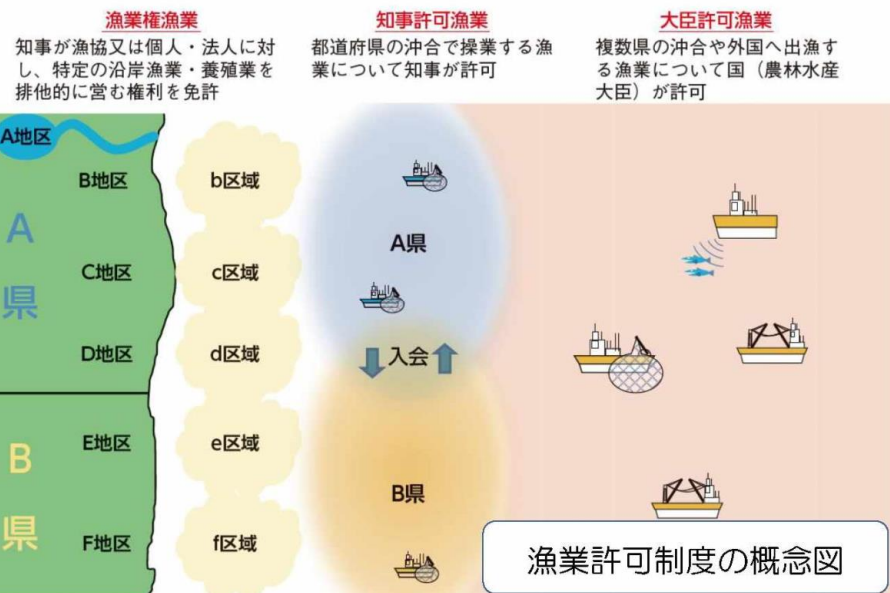 漁業権漁業
知事が漁協又は個人・法人に対
し、特定の沿岸漁業・養殖業を
排他的に営む権利を免許
知事許可漁業
都道府県の沖合で操業する漁
業について知事が許可
大臣許可漁業
複数県の沖合や外国へ出漁す
る漁業について国（農林水産
大臣）が許可
A地区
B地区
C地区
D地区
A
県
E地区
F地区
B
県
b区域
c区域
d区域
e区域
f区域
A県
入会
B県
漁業許可制度の概念図